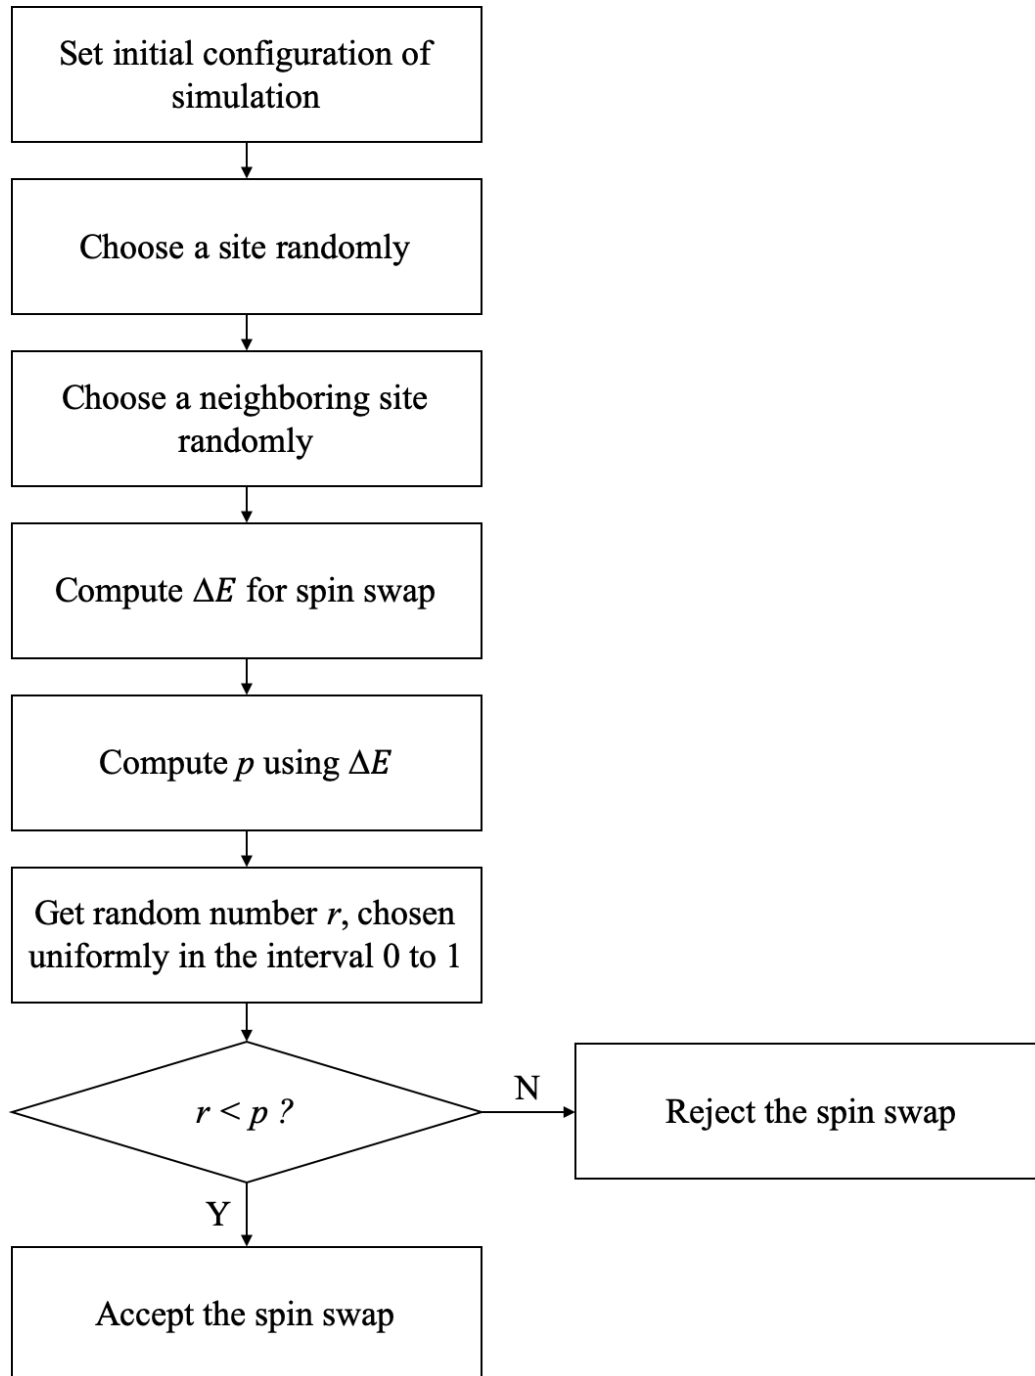 Set initial configuration of
simulation
Choose a site randomly
Choose a neighboring site
randomly
Compute ΔE for spin swap
Compute p using ΔE
Get random number r, chosen
uniformly in the interval 0 to 1
r < p ?
N
Reject the spin swap
Y
Accept the spin swap